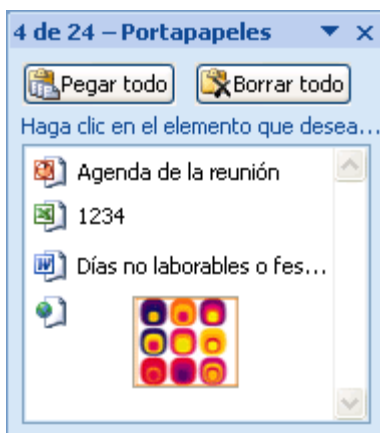 4 de 24 – Portapapeles
Pegar todo Borrar todo
Haga clic en el elemento que desea...
Agenda de la reunión
1234
Días no laborables o fes...